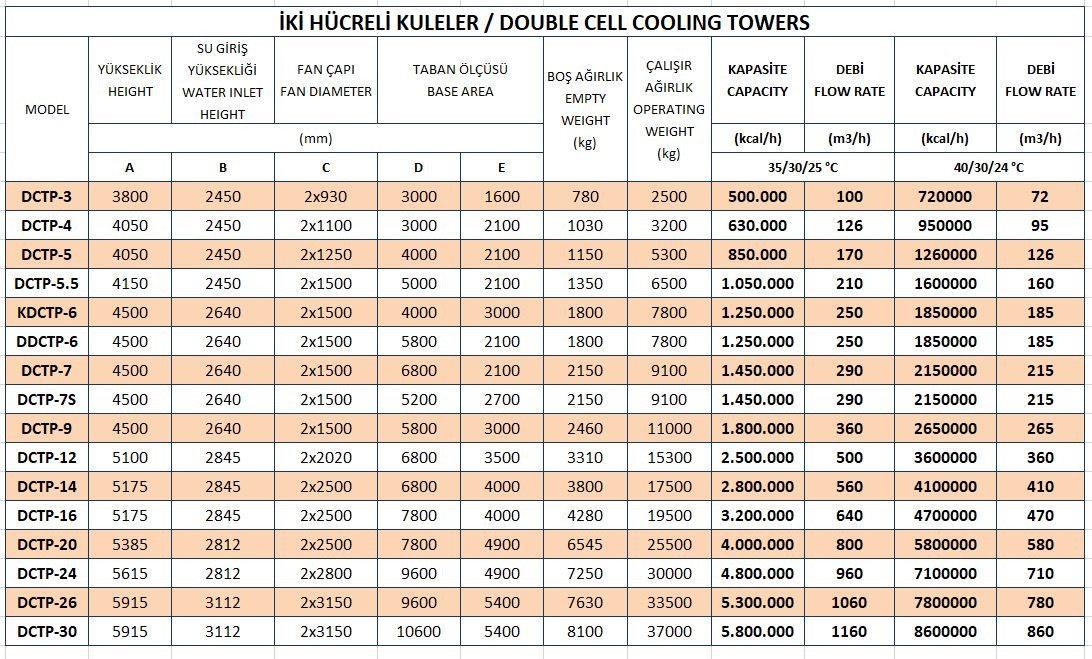 İKİ HÜCRELİ KULELER / DOUBLE CELL COOLING TOWERS
MODEL
YÜKSEKLİK
HEIGHT
SU GİRİŞ
YÜKSEKLİĞİ
WATER INLET
HEIGHT
FAN ÇAPI
FAN DIAMETER
TABAN ÖLÇÜSÜ
BASE AREA
BOŞ AĞIRLIK
EMPTY
WEIGHT
(kg)
ÇALIŞIR
AĞIRLIK
OPERATING
WEIGHT
(kg)
KAPASİTE
CAPACITY
DEBİ
FLOW RATE
KAPASİTE
CAPACITY
DEBİ
FLOW RATE
(mm)
(kcal/h) (m3/h) (kcal/h) (m3/h)
A B C D E 35/30/25 °C 40/30/24 °C
DCTP-3 3800 2450 2x930 3000 1600 780 2500 500.000 100 720000 72
DCTP-4 4050 2450 2x1100 3000 2100 1030 3200 630.000 126 950000 95
DCTP-5 4050 2450 2x1250 4000 2100 1150 5300 850.000 170 1260000 126
DCTP-5.5 4150 2450 2x1500 5000 2100 1350 6500 1.050.000 210 1600000 160
KDCTP-6 4500 2640 2x1500 4000 3000 1800 7800 1.250.000 250 1850000 185
DDCTP-6 4500 2640 2x1500 5800 2100 1800 7800 1.250.000 250 1850000 185
DCTP-7 4500 2640 2x1500 6800 2100 2150 9100 1.450.000 290 2150000 215
DCTP-7S 4500 2640 2x1500 5200 2700 2150 9100 1.450.000 290 2150000 215
DCTP-9 4500 2640 2x1500 5800 3000 2460 11000 1.800.000 360 2650000 265
DCTP-12 5100 2845 2x2020 6800 3500 3310 15300 2.500.000 500 3600000 360
DCTP-14 5175 2845 2x2500 6800 4000 3800 17500 2.800.000 560 4100000 410
DCTP-16 5175 2845 2x2500 7800 4000 4280 19500 3.200.000 640 4700000 470
DCTP-20 5385 2812 2x2500 7800 4900 6545 25500 4.000.000 800 5800000 580
DCTP-24 5615 2812 2x2800 9600 4900 7250 30000 4.800.000 960 7100000 710
DCTP-26 5915 3112 2x3150 9600 5400 7630 33500 5.300.000 1060 7800000 780
DCTP-30 5915 3112 2x3150 10600 5400 8100 37000 5.800.000 1160 8600000 860